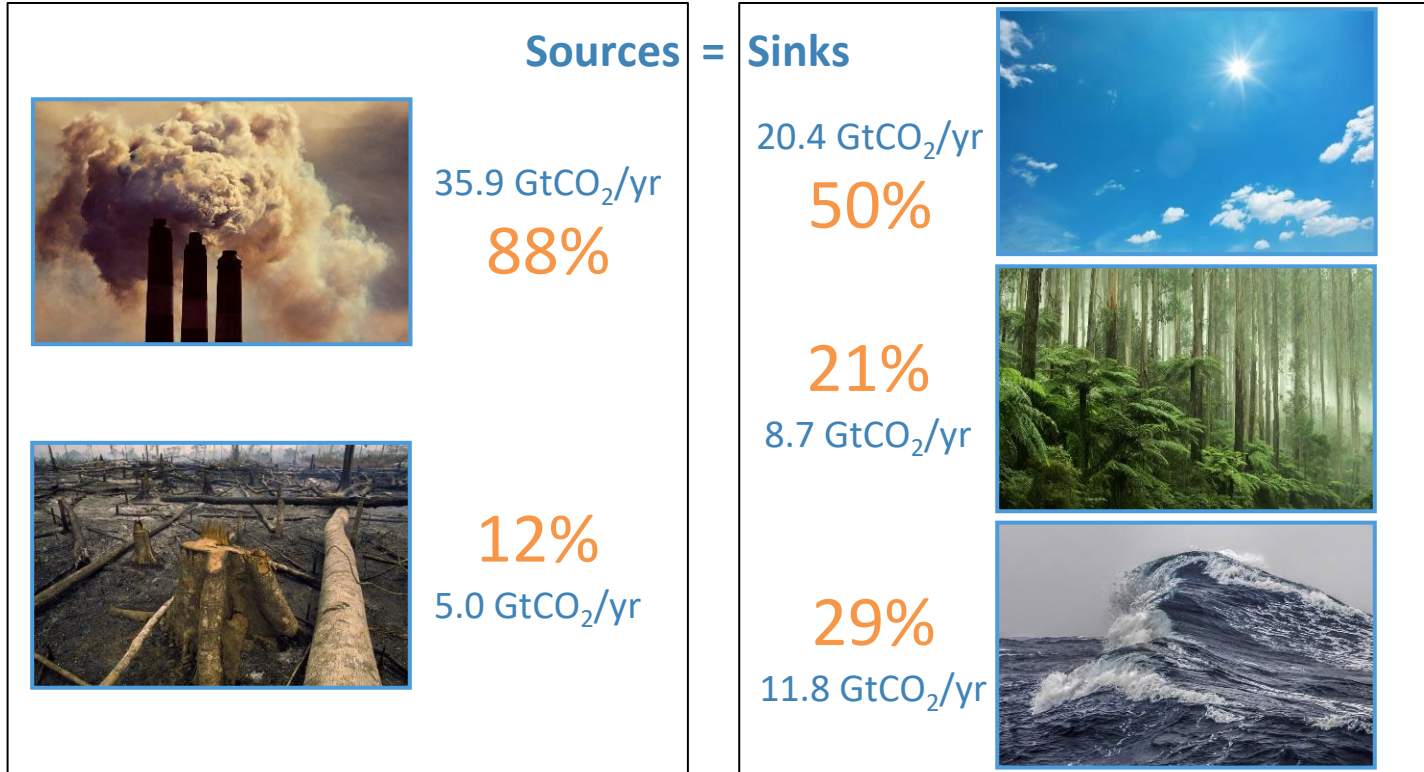 Sources = Sinks
35.9 GtCO₂/yr
88%
12%
5.0 GtCO₂/yr
20.4 GtCO₂/yr
50%
21%
8.7 GtCO₂/yr
29%
11.8 GtCO₂/yr